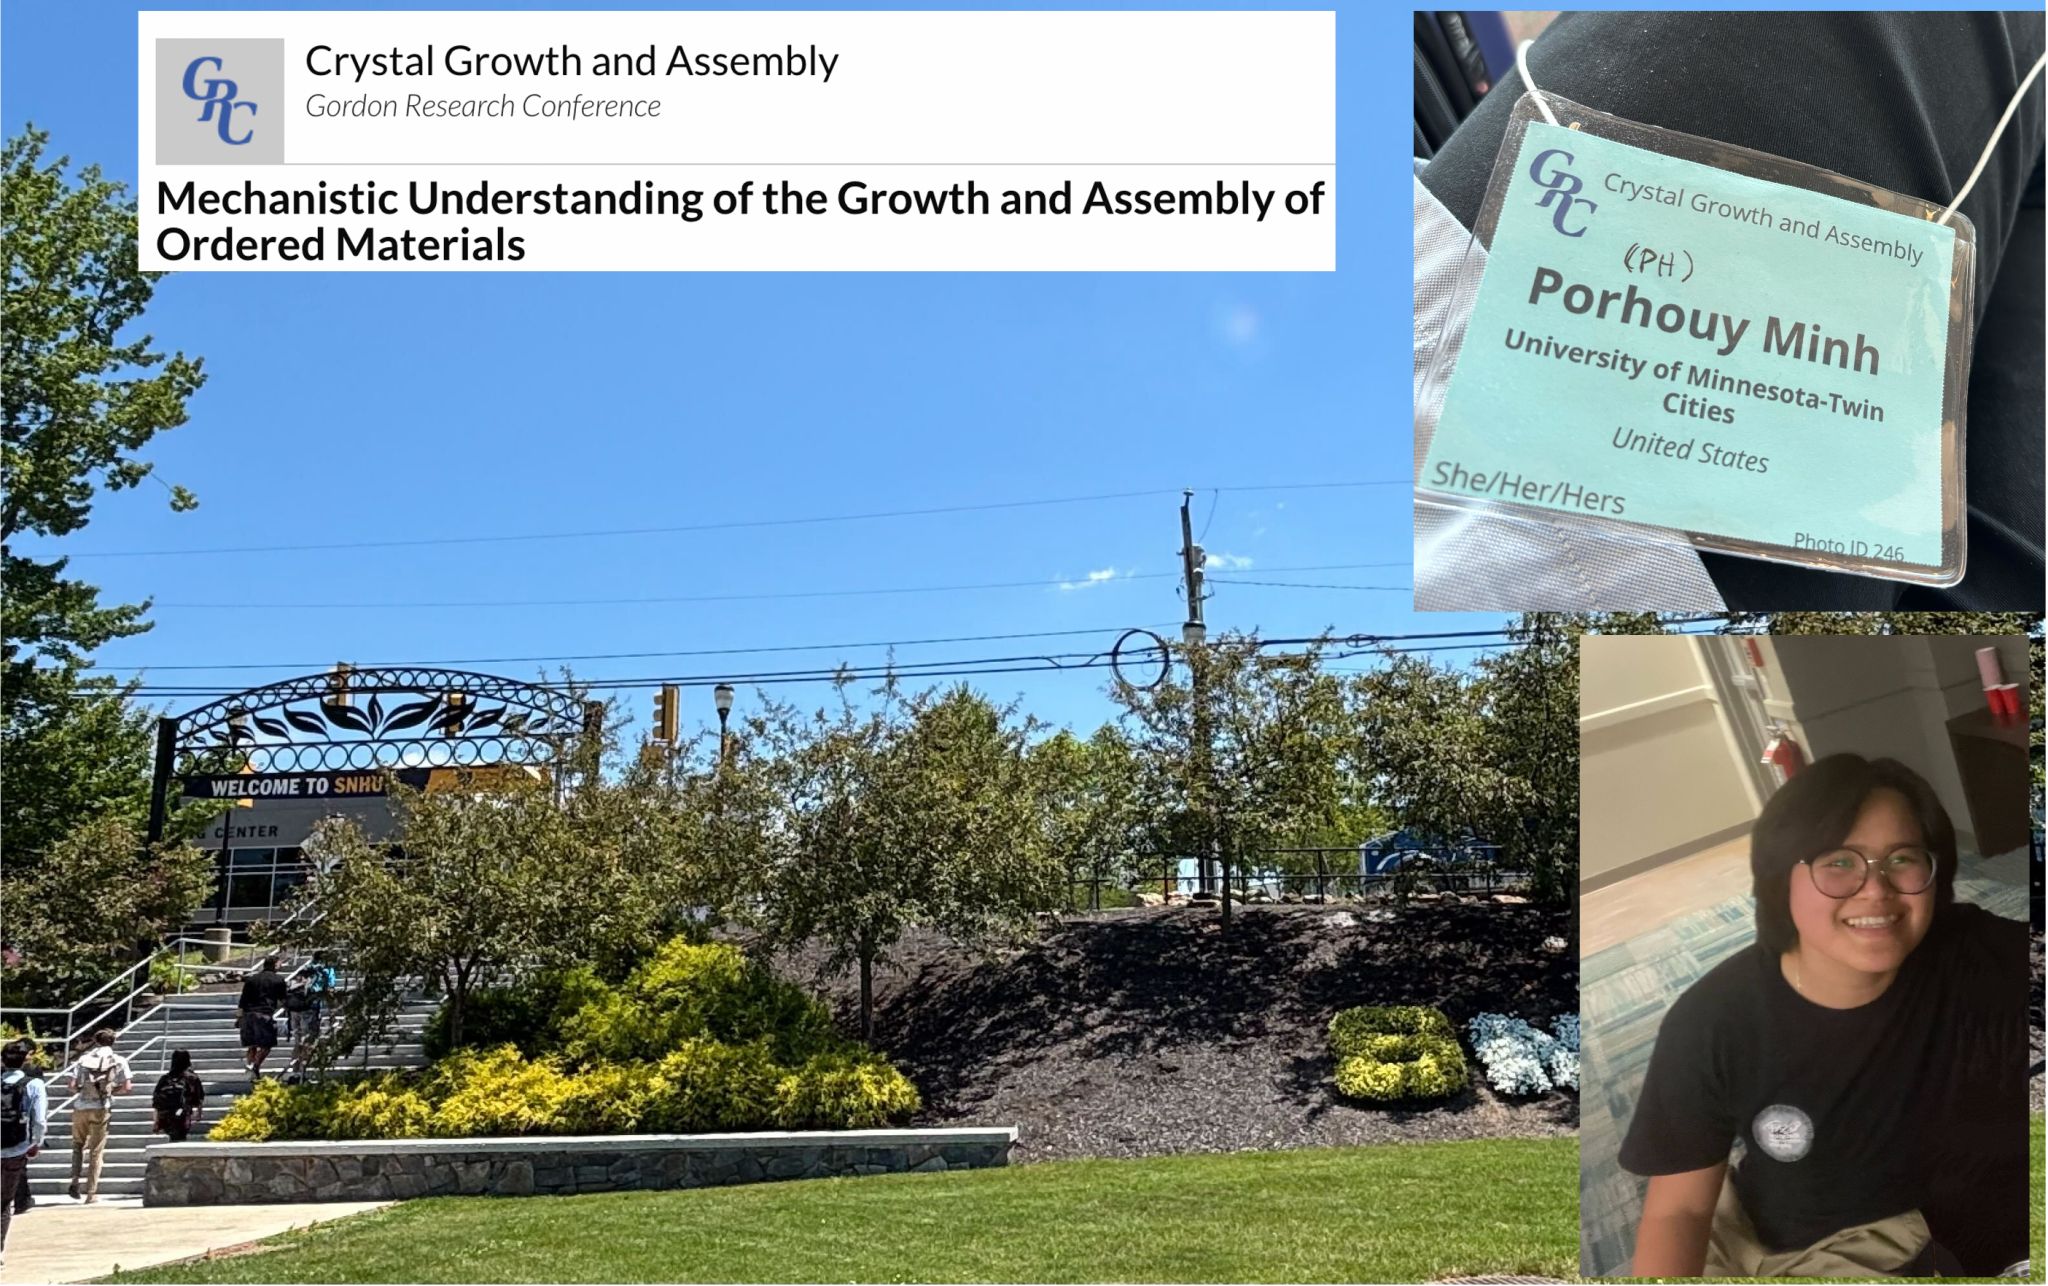 GRC
Crystal Growth and Assembly
Gordon Research Conference
Mechanistic Understanding of the Growth and Assembly of
Ordered Materials
GRC
Crystal Growth and Assembly
(PH)
Porhouy Minh
University of Minnesota-Twin
Cities
United States
She/Her/Hers
Photo ID 246
WELCOME TO SNHU
CENTER